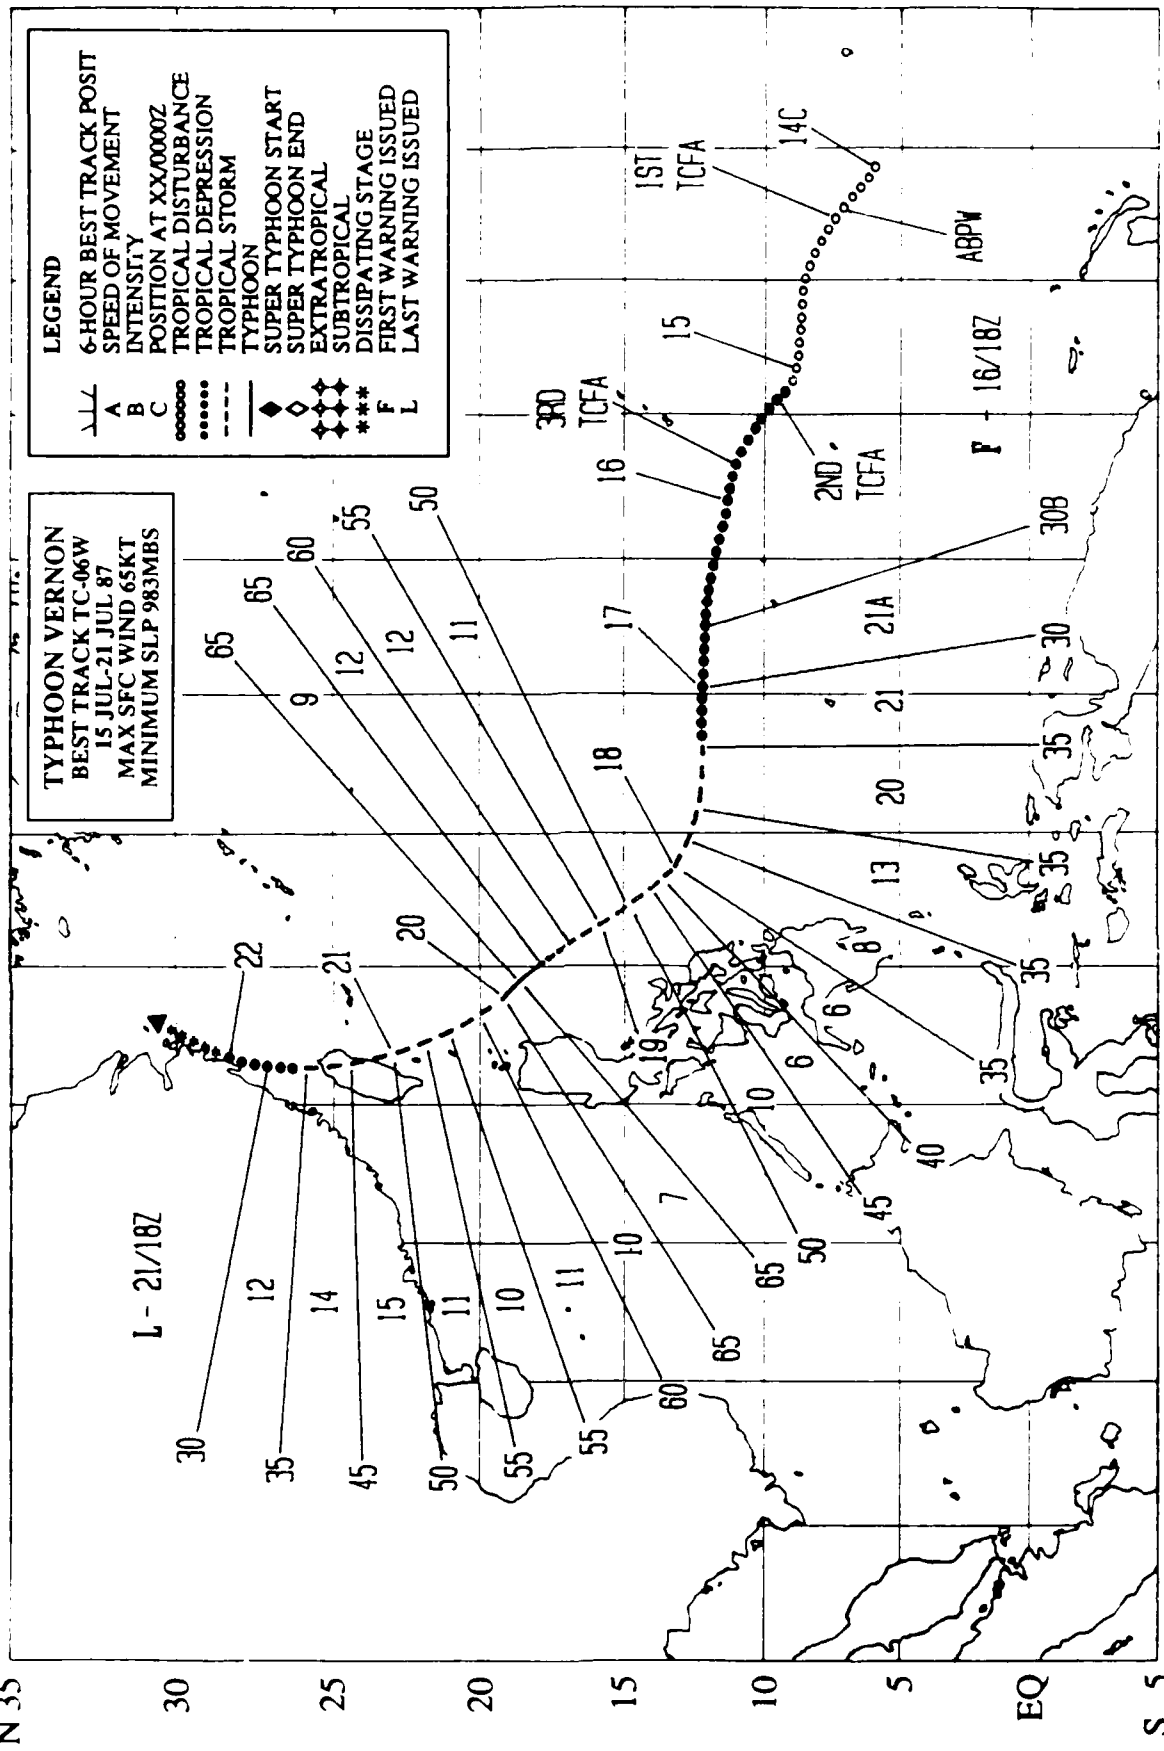 TYPHOON VERNON
BEST TRACK TC-06W
15 JUL-21 JUL 87
MAX SFC WIND 65KT
MINIMUM SLP 983MBS
LEGEND
6-HOUR BEST TRACK POSIT
A SPEED OF MOVEMENT
B INTENSITY
C POSITION AT XX/0000Z
TROPICAL DISTURBANCE
TROPICAL DEPRESSION
TROPICAL STORM
TYPHOON
SUPER TYPHOON START
SUPER TYPHOON END
EXTRATROPICAL
SUBTROPICAL
*** DISSIPATING STAGE
F FIRST WARNING ISSUED
L LAST WARNING ISSUED
L - 21/18Z
30
35
45
50
55
55
60
65
65
50
45
40
35
35
35
35
30
30B
12
14
15
11
10
11
10
7
10
6
6
8
13
20
21
21A
22
21
20
19
18
17
16
15
14C
65
65
60
55
50
9
12
12
11
3RD
TCFA
2ND
TCFA
1ST
TCFA
ABPW
F - 16/18Z
N 35
30
25
20
15
10
5
EQ
S 5